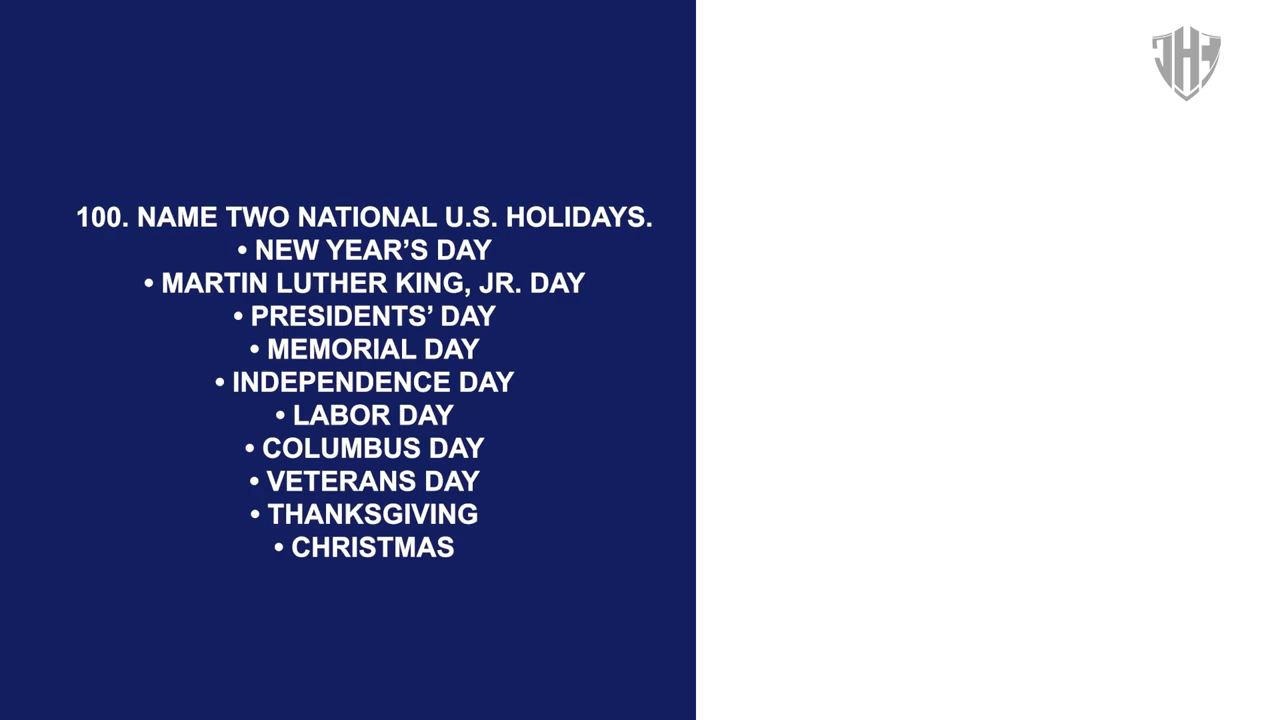 100. NAME TWO NATIONAL U.S. HOLIDAYS.
• NEW YEAR’S DAY
• MARTIN LUTHER KING, JR. DAY
• PRESIDENTS’ DAY
• MEMORIAL DAY
• INDEPENDENCE DAY
• LABOR DAY
• COLUMBUS DAY
• VETERANS DAY
• THANKSGIVING
• CHRISTMAS